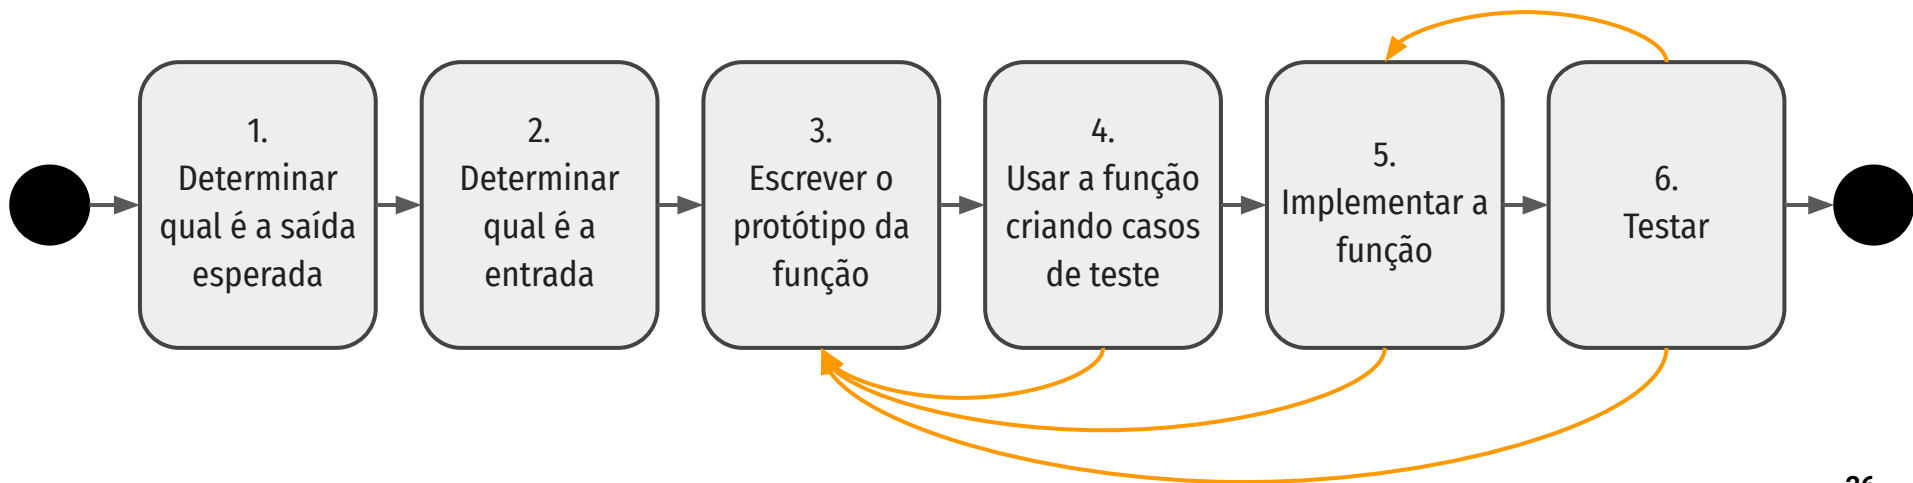 1.
Determinar
qual é a saída
esperada
2.
Determinar
qual é a
entrada
3.
Escrever o
protótipo da
função
4.
Usar a função
criando casos
de teste
5.
Implementar a
função
6.
Testar